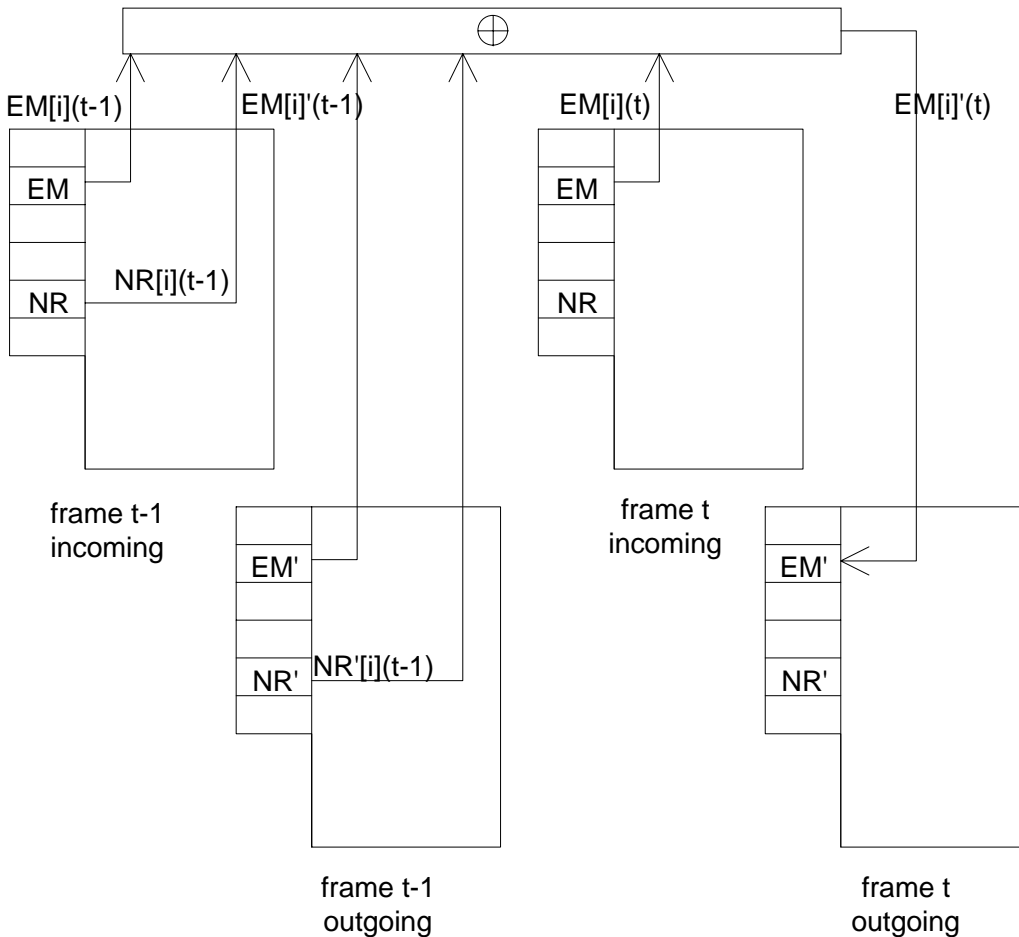 EM[i](t-1)
EM[i]'(t-1)
EM[i](t)
EM[i]'(t)
EM
EM
NR[i](t-1)
NR
NR
frame t-1
incoming
frame t
incoming
EM'
EM'
NR'[i](t-1)
NR'
NR'
frame t-1
outgoing
frame t
outgoing